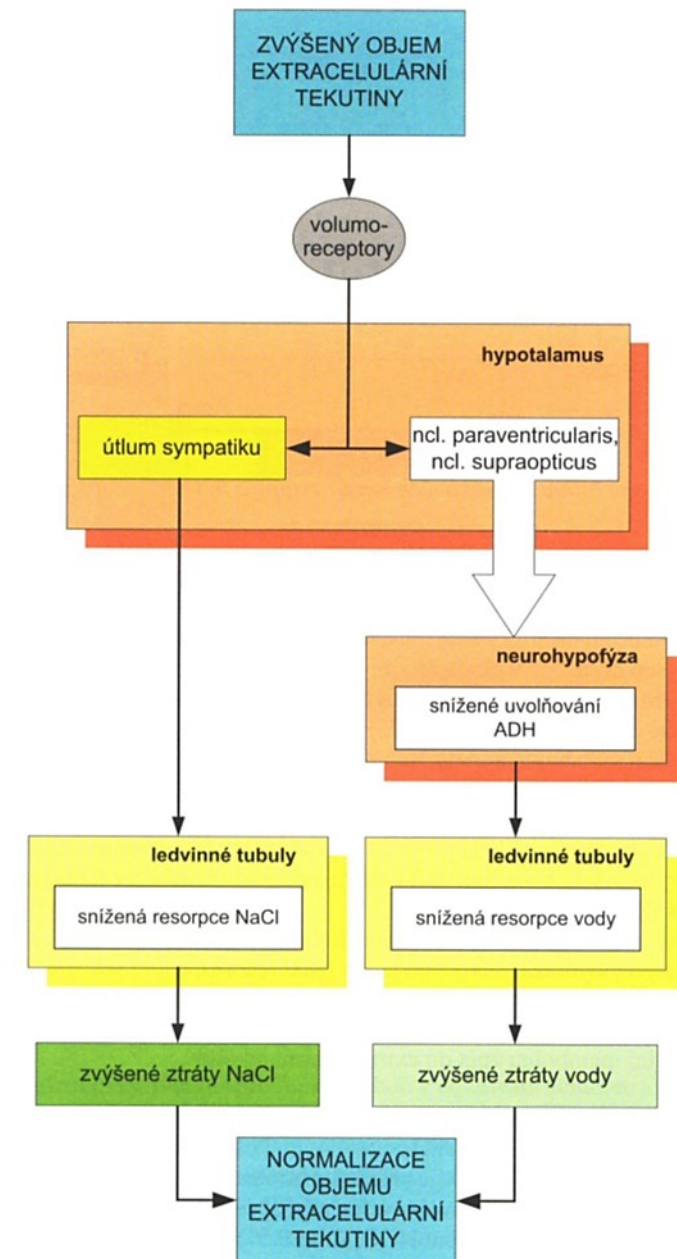 ZVÝŠENÝ OBJEM
EXTRACELULÁRNÍ
TEKUTINY
volumo-
receptory
hypotalamus
útlum sympatiku
ncl. paraventricularis,
ncl. supraopticus
neurohypofýza
snížené uvolňování
ADH
ledvinné tubuly
snížená resorpce NaCl
ledvinné tubuly
snížená resorpce vody
zvýšené ztráty NaCl
zvýšené ztráty vody
NORMALIZACE
OBJEMU
EXTRACELULÁRNÍ
TEKUTINY